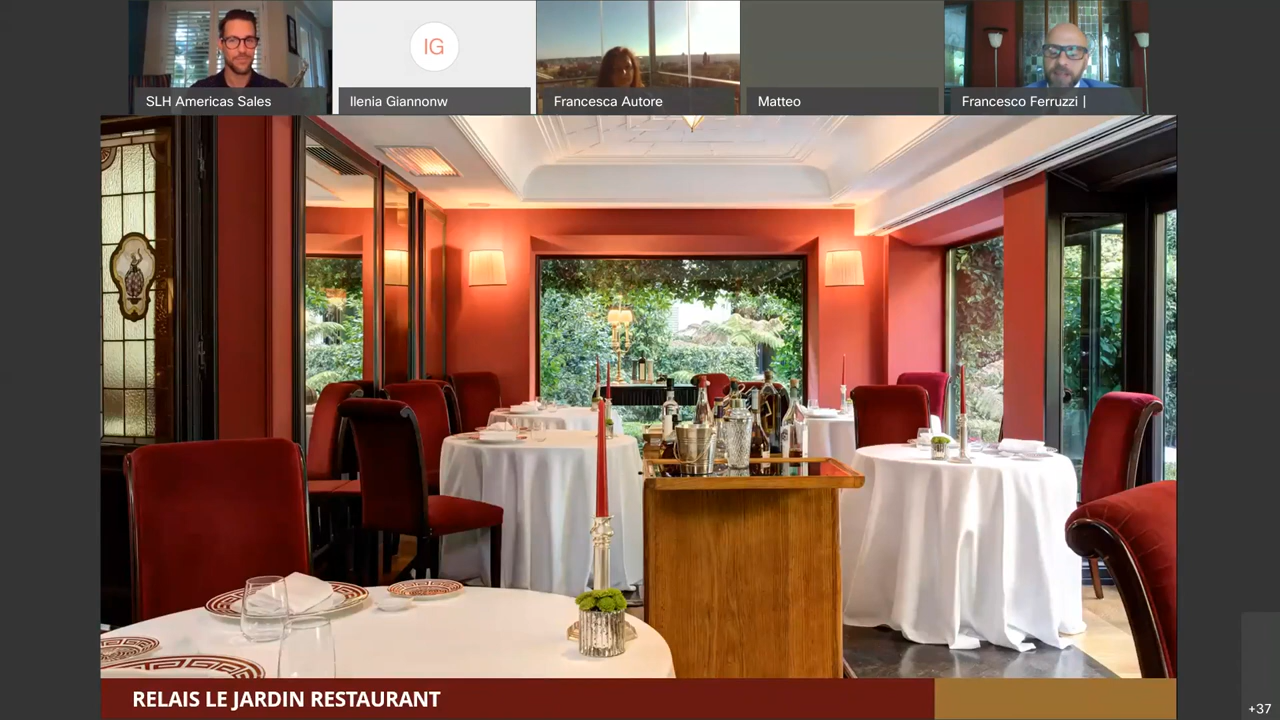 SLH Americas Sales
IG
Ilenia Giannonw
Francesca Autore
Matteo
Francesco Ferruzzi |
RELAIS LE JARDIN RESTAURANT
+37